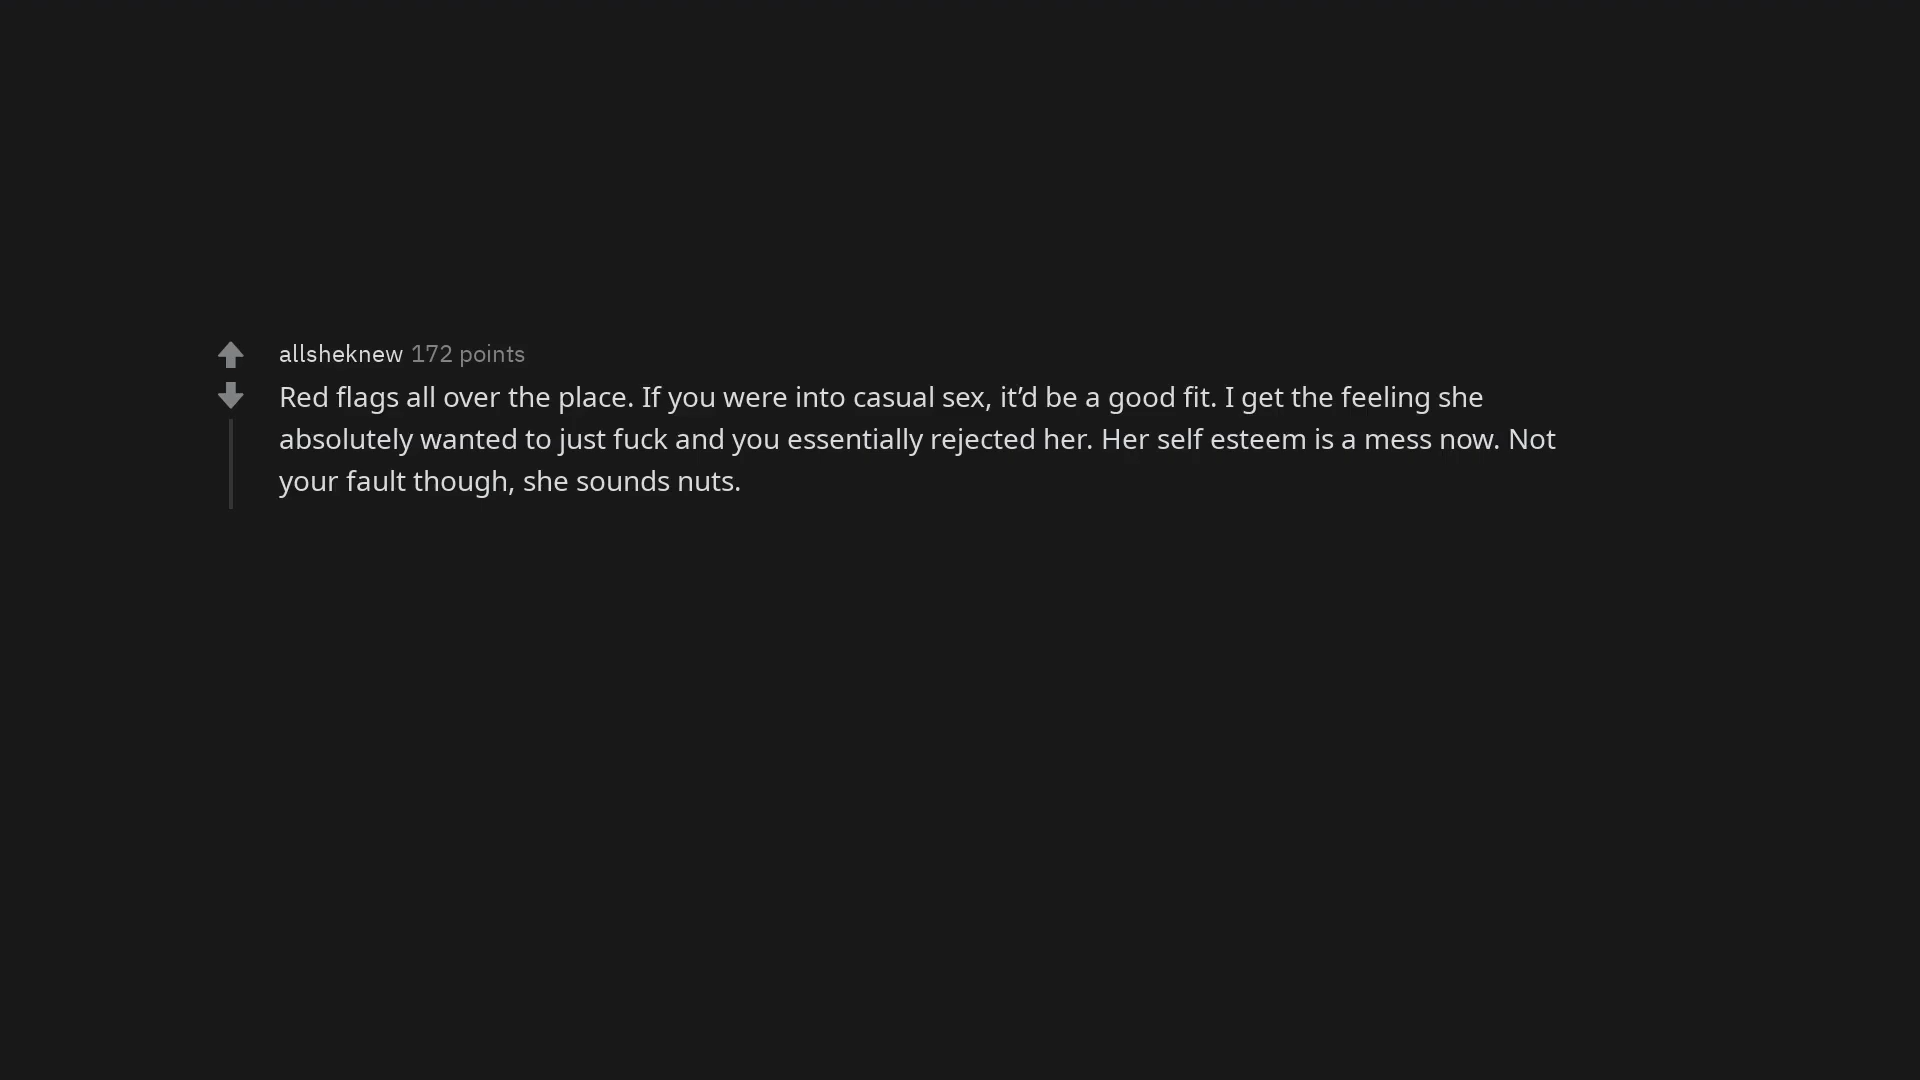 allsheknew 172 points
Red flags all over the place. If you were into casual sex, it’d be a good fit. I get the feeling she
absolutely wanted to just fuck and you essentially rejected her. Her self esteem is a mess now. Not
your fault though, she sounds nuts.